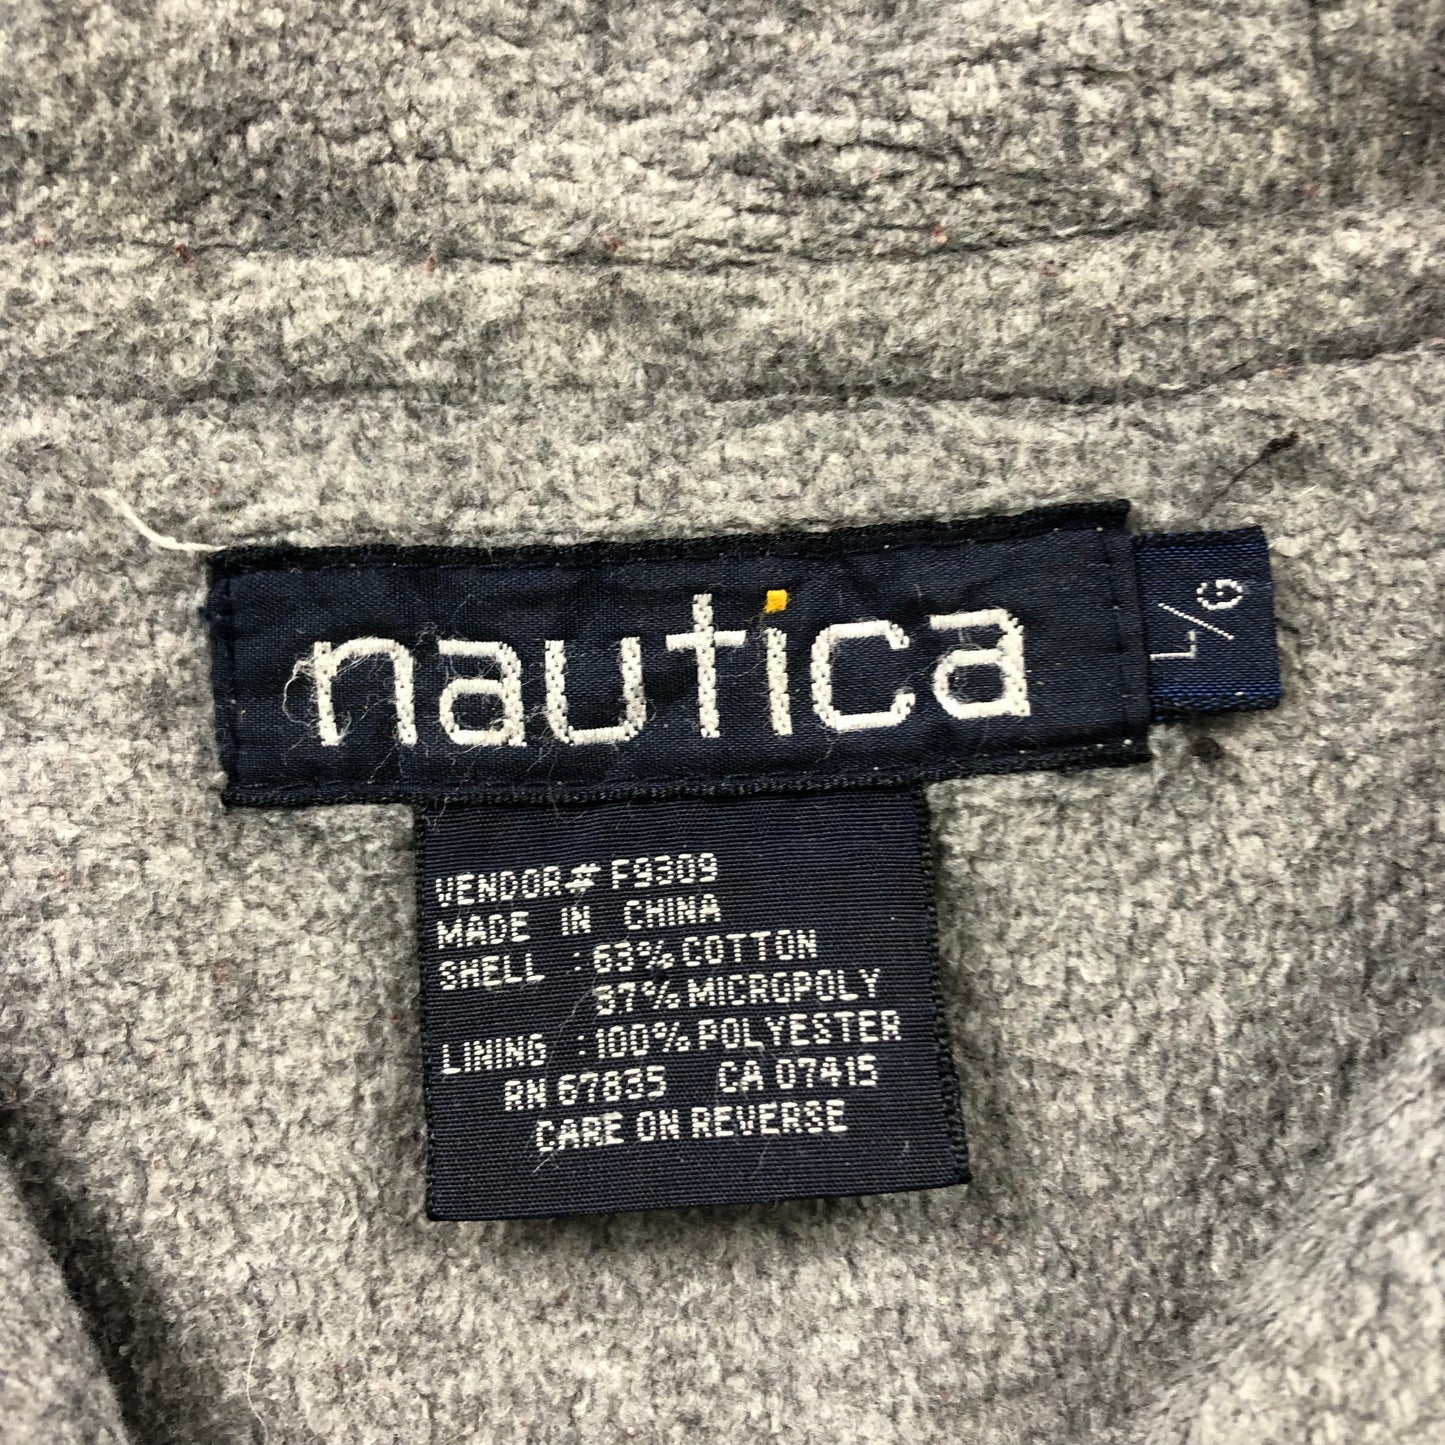 nautica
L/G
VENDOR# F9309
MADE IN CHINA
SHELL : 63% COTTON
37% MICROPOLY
LINING : 100% POLYESTER
RN 67835 CA 07415
CARE ON REVERSE